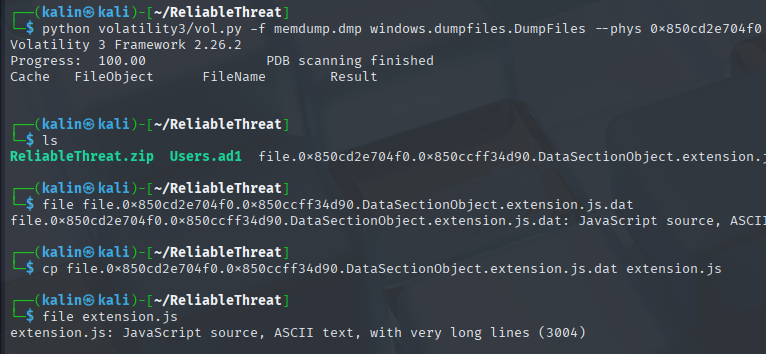 ┌──(kalin㉿kali)-[~/ReliableThreat]
└─$ python volatility3/vol.py -f memdump.dmp windows.dumpfiles.DumpFiles --phys 0×850cd2e704f0
Volatility 3 Framework 2.26.2
Progress:  100.00               PDB scanning finished
Cache   FileObject      FileName        Result
┌──(kalin㉿kali)-[~/ReliableThreat]
└─$ ls
ReliableThreat.zip  Users.ad1  file.0×850cd2e704f0.0×850ccff34d90.DataSectionObject.extension.j
┌──(kalin㉿kali)-[~/ReliableThreat]
└─$ file file.0×850cd2e704f0.0×850ccff34d90.DataSectionObject.extension.js.dat
file.0×850cd2e704f0.0×850ccff34d90.DataSectionObject.extension.js.dat: JavaScript source, ASCII
┌──(kalin㉿kali)-[~/ReliableThreat]
└─$ cp file.0×850cd2e704f0.0×850ccff34d90.DataSectionObject.extension.js.dat extension.js
┌──(kalin㉿kali)-[~/ReliableThreat]
└─$ file extension.js
extension.js: JavaScript source, ASCII text, with very long lines (3004)